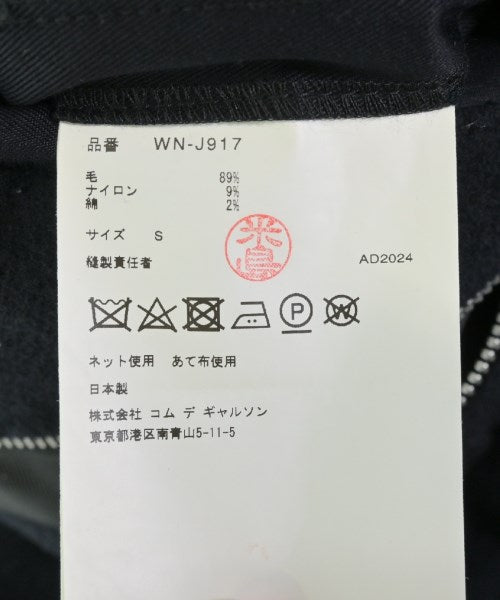 品番 WN-J917
毛 89%
ナイロン 9%
綿 2%
サイズ S
米島
縫製責任者 AD2024
P
W
ネット使用 あて布使用
日本製
株式会社 コム デ ギャルソン
東京都港区南青山5-11-5